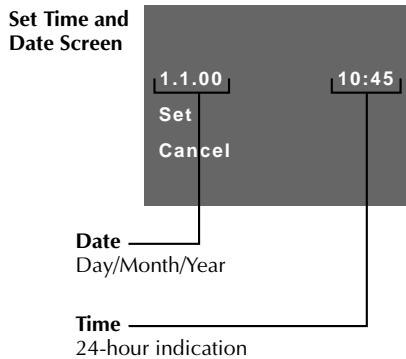 Set Time and
Date Screen
1.1.00 10:45
Set
Cancel
Date
Day/Month/Year
Time
24-hour indication